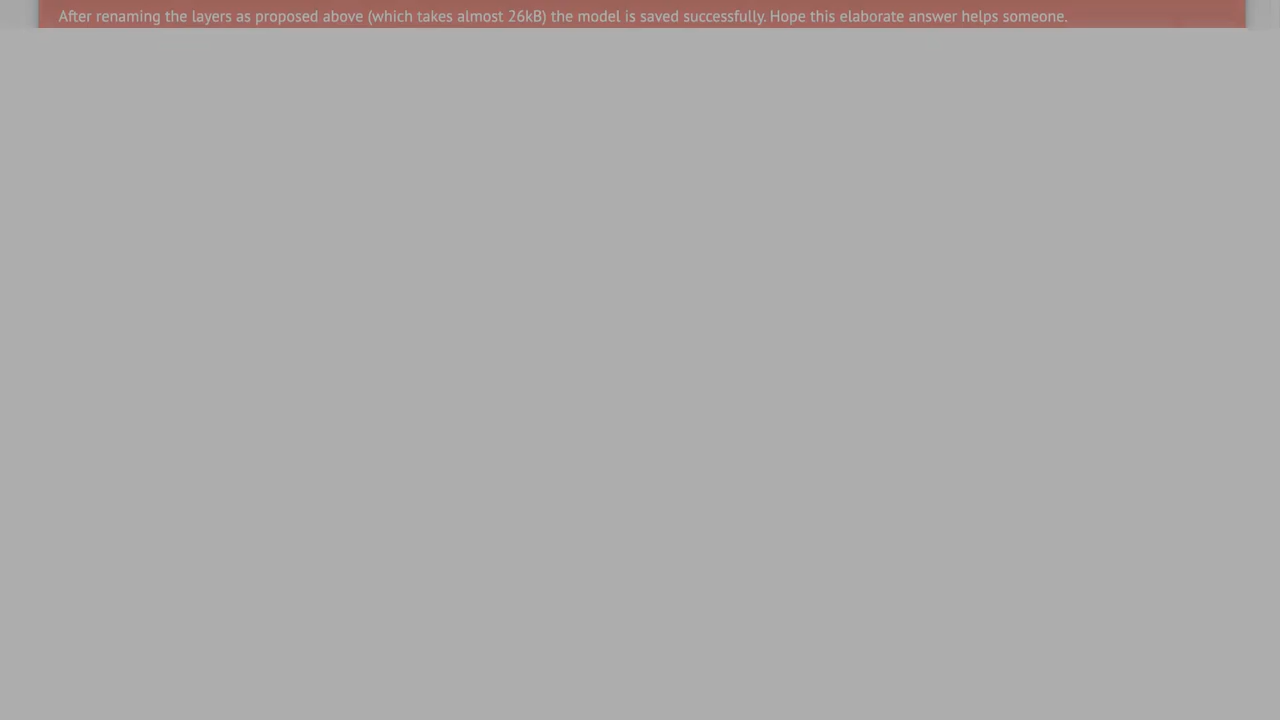 After renaming the layers as proposed above (which takes almost 26kB) the model is saved successfully. Hope this elaborate answer helps someone.